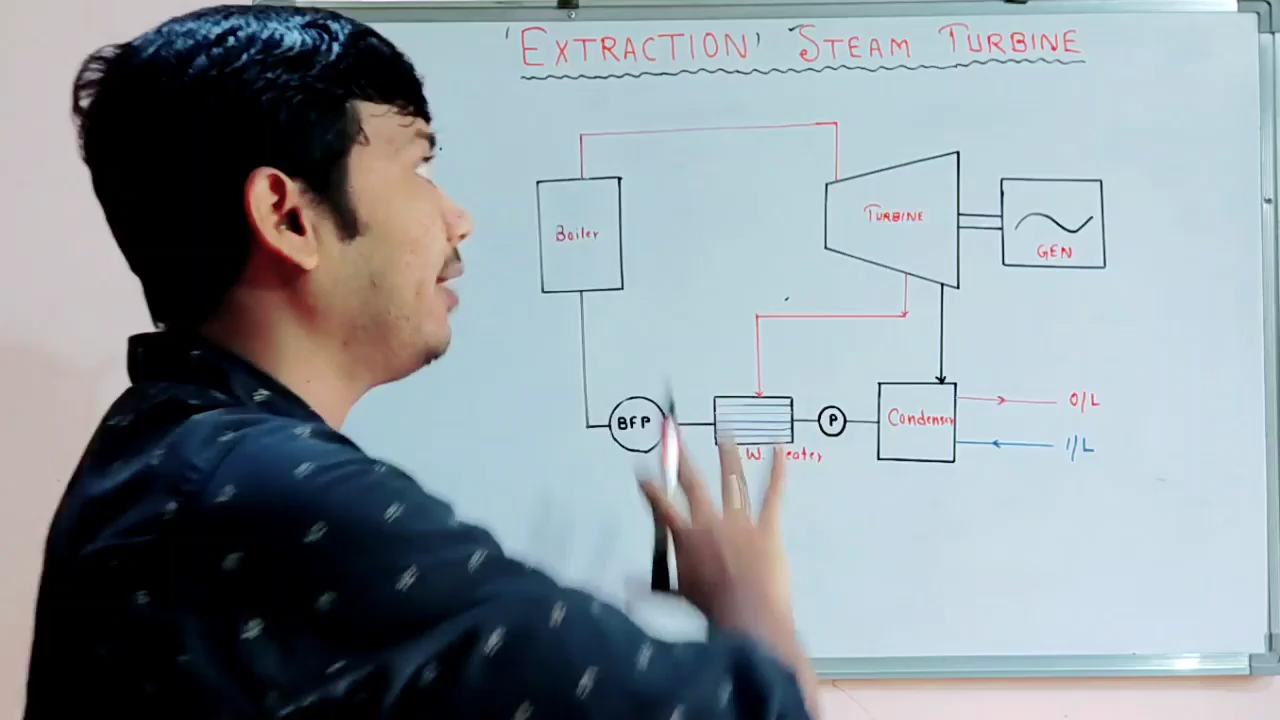 'EXTRACTION' STEAM TURBINE
TURBINE
Boiler
GEN
O/L
BFP
P
Condenser
I/L
W.